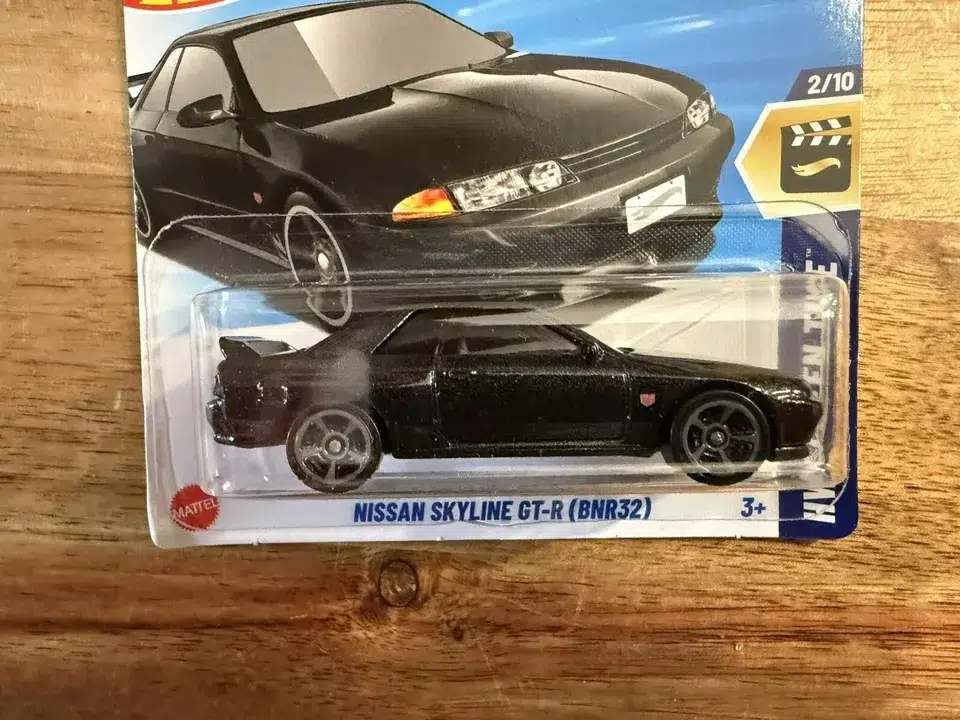 2/10
MATTEL
NISSAN SKYLINE GT-R (BNR32)
3+